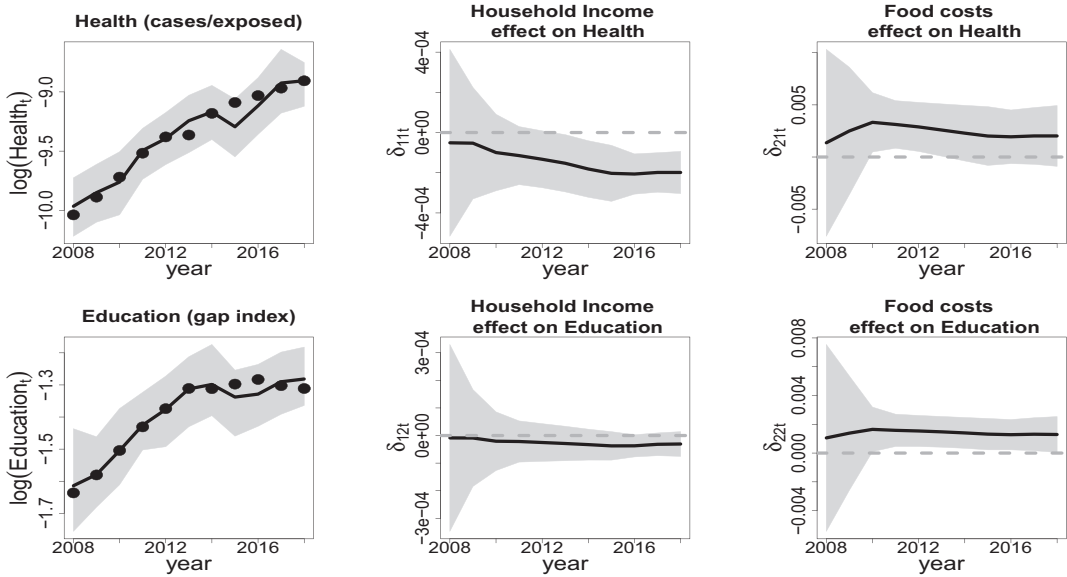 Health (cases/exposed)
log(Healthₜ)
−9.0
−9.5
−10.0
2008 2012 2016
year
Household Income
effect on Health
δ₁₁ₜ
4e−04
0e+00
−4e−04
2008 2012 2016
year
Food costs
effect on Health
δ₂₁ₜ
0.005
−0.005
2008 2012 2016
year
Education (gap index)
log(Educationₜ)
−1.3
−1.5
−1.7
2008 2012 2016
year
Household Income
effect on Education
δ₁₂ₜ
3e−04
0e+00
−3e−04
2008 2012 2016
year
Food costs
effect on Education
δ₂₂ₜ
0.008
0.004
0.000
−0.004
2008 2012 2016
year